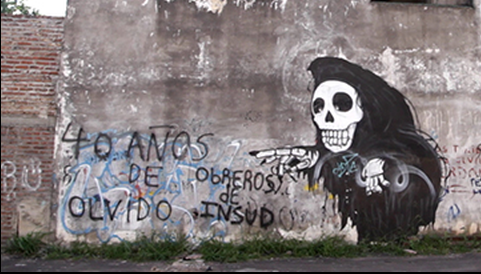 40 AÑOS
DE
OLVIDO
OBREROS
de
INSUD